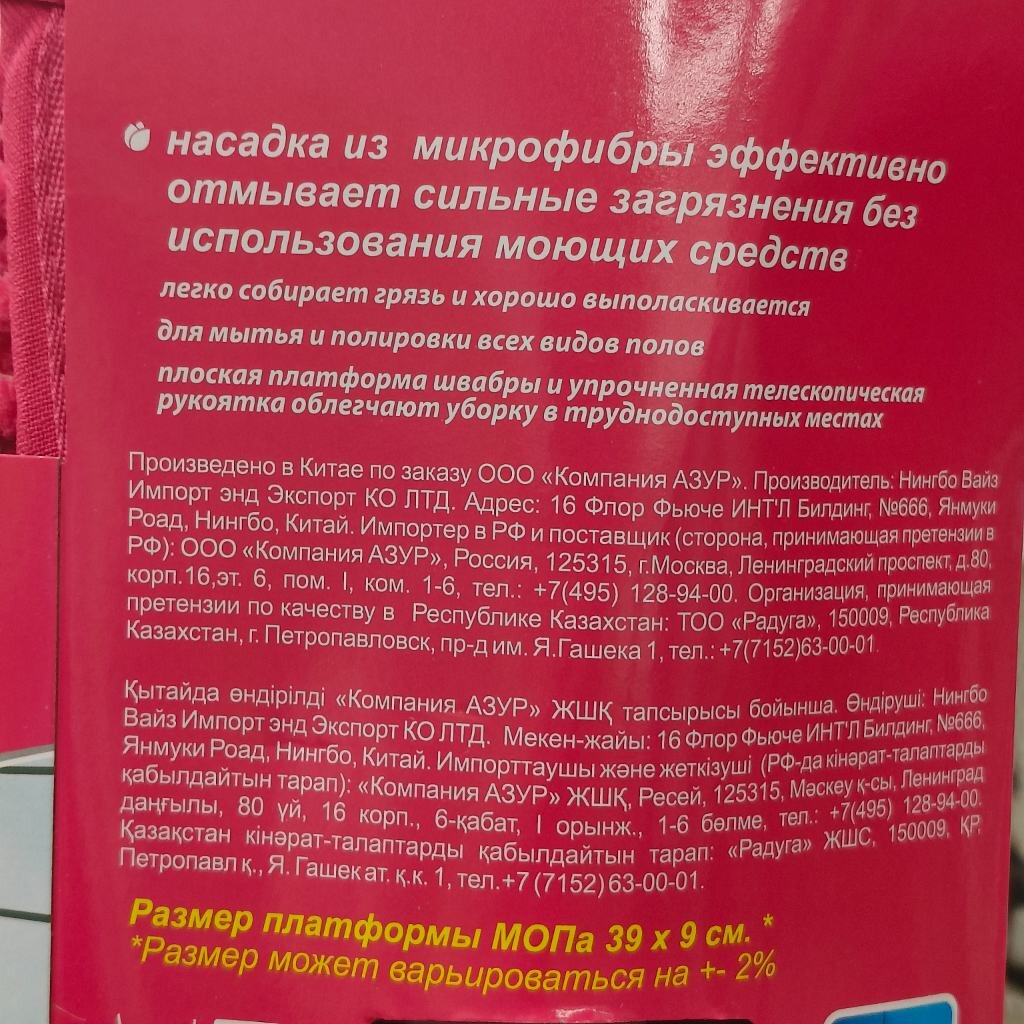 насадка из микрофибры эффективно
отмывает сильные загрязнения без
использования моющих средств
легко собирает грязь и хорошо выполаскивается
для мытья и полировки всех видов полов
плоская платформа швабры и упрочненная телескопическая
рукоятка облегчают уборку в труднодоступных местах
Произведено в Китае по заказу ООО «Компания АЗУР». Производитель: Нингбо Вайз
Импорт энд Экспорт КО ЛТД. Адрес: 16 Флор Фьюче ИНТ'Л Билдинг, №666, Янмуки
Роад, Нингбо, Китай. Импортер в РФ и поставщик (сторона, принимающая претензии в
РФ): ООО «Компания АЗУР», Россия, 125315, г.Москва, Ленинградский проспект, д.80,
корп.16,эт. 6, пом. I, ком. 1-6, тел.: +7(495) 128-94-00. Организация, принимающая
претензии по качеству в Республике Казахстан: ТОО «Радуга», 150009, Республика
Казахстан, г. Петропавловск, пр-д им. Я.Гашека 1, тел.: +7(7152)63-00-01.
Қытайда өндірілді «Компания АЗУР» ЖШҚ тапсырысы бойынша. Өндіруші: Нингбо
Вайз Импорт энд Экспорт КО ЛТД. Мекен-жайы: 16 Флор Фьюче ИНТ'Л Билдинг, №666,
Янмуки Роад, Нингбо, Китай. Импорттаушы және жеткізуші (РФ-да кінәрат-талаптарды
қабылдайтын тарап): «Компания АЗУР» ЖШҚ, Ресей, 125315, Мәскеу қ-сы, Ленинград
даңғылы, 80 үй, 16 корп., 6-қабат, I орынж., 1-6 бөлме, тел.: +7(495) 128-94-00.
Қазақстан кінәрат-талаптарды қабылдайтын тарап: «Радуга» ЖШС, 150009, ҚР,
Петропавл қ., Я. Гашек ат. қ.к. 1, тел.+7 (7152) 63-00-01.
Размер платформы МОПа 39 х 9 см. *
*Размер может варьироваться на +- 2%